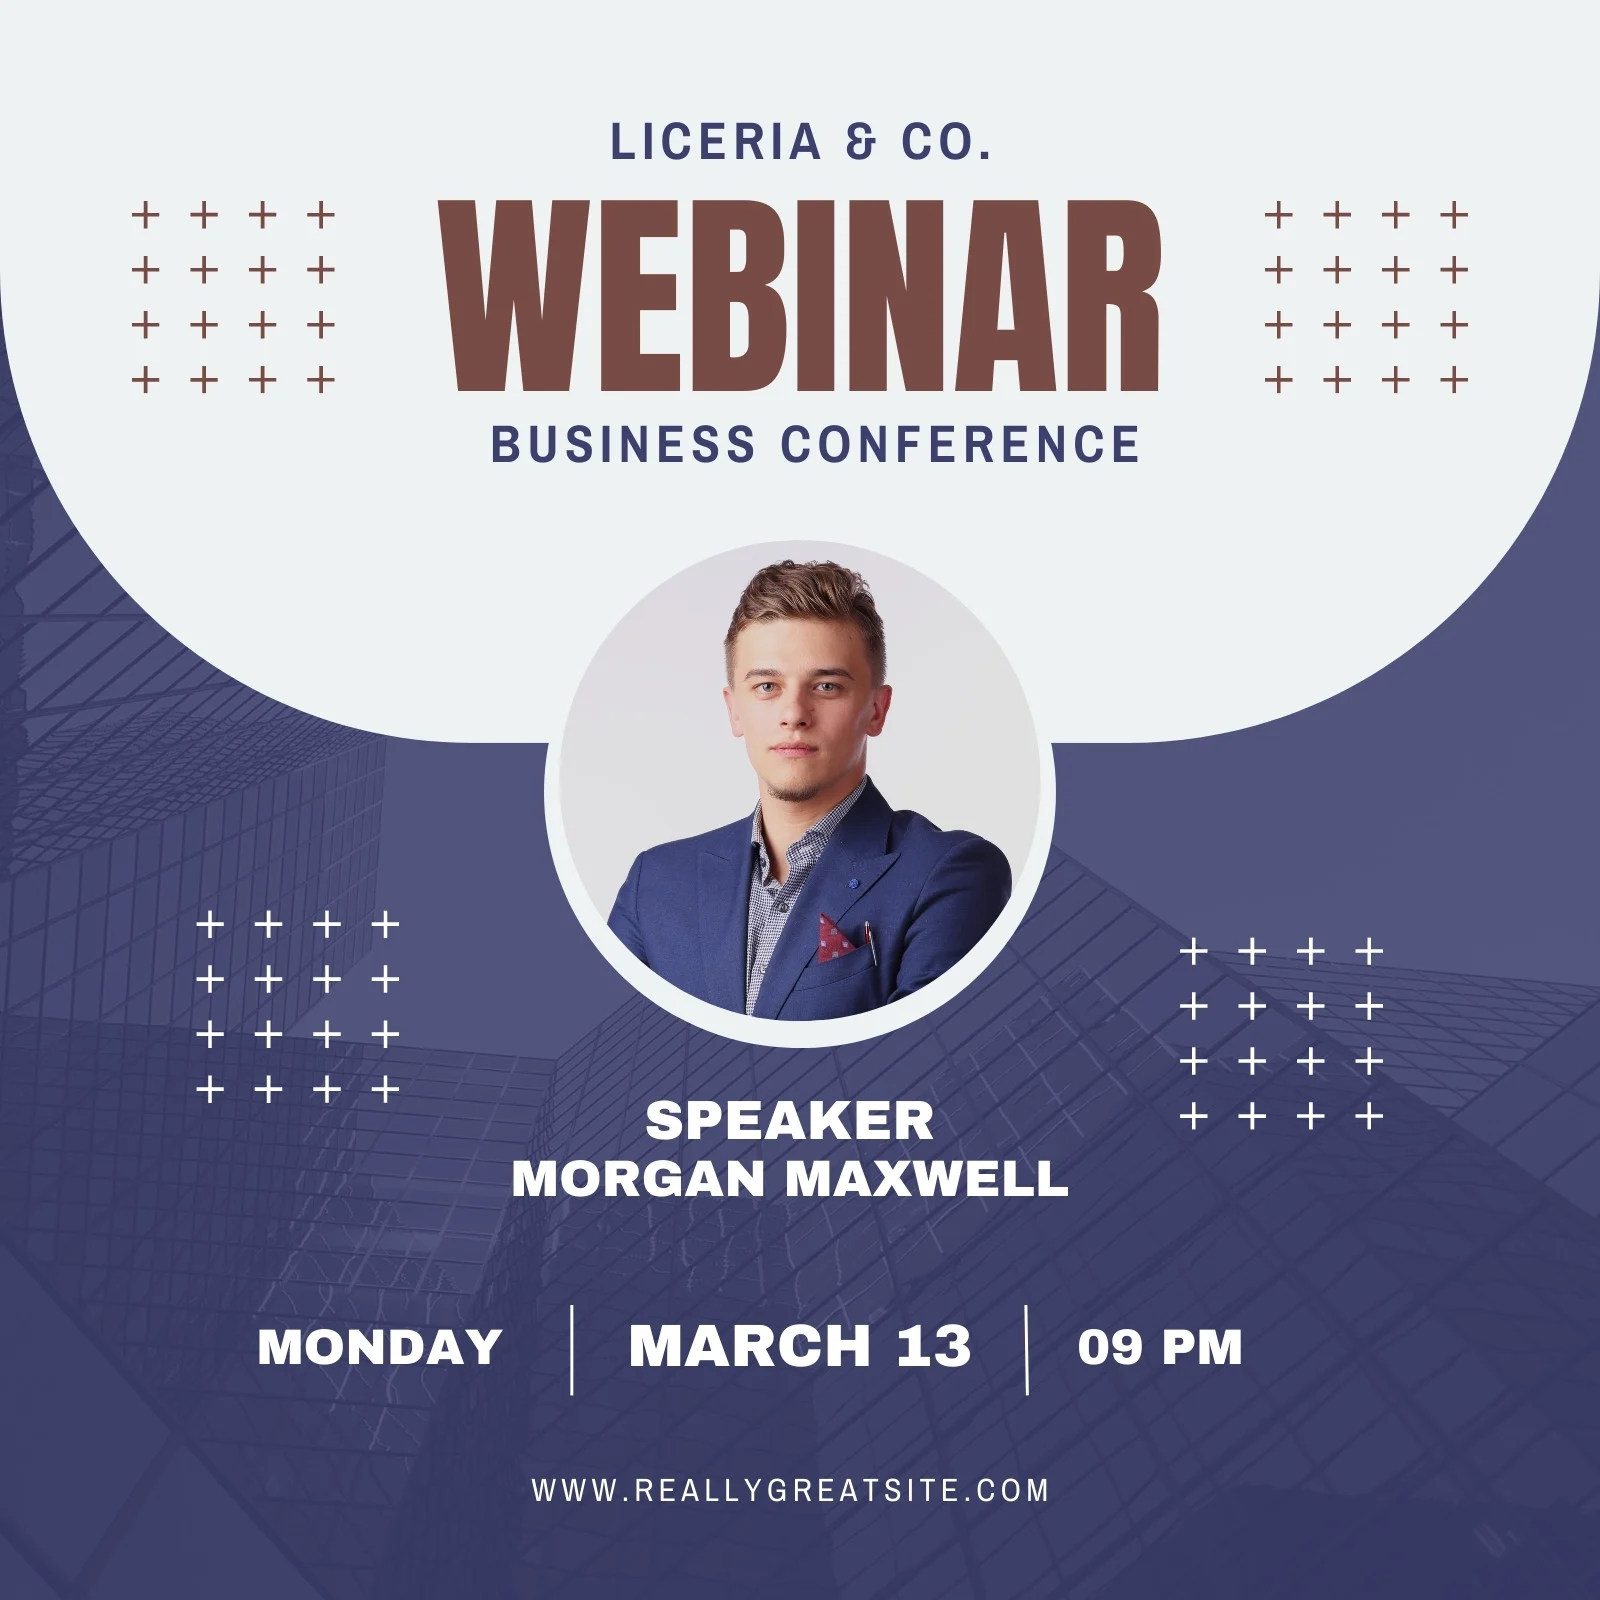 LICERIA & CO.
WEBINAR
BUSINESS CONFERENCE
SPEAKER
MORGAN MAXWELL
MONDAY
MARCH 13
09 PM
WWW.REALLYGREATSITE.COM